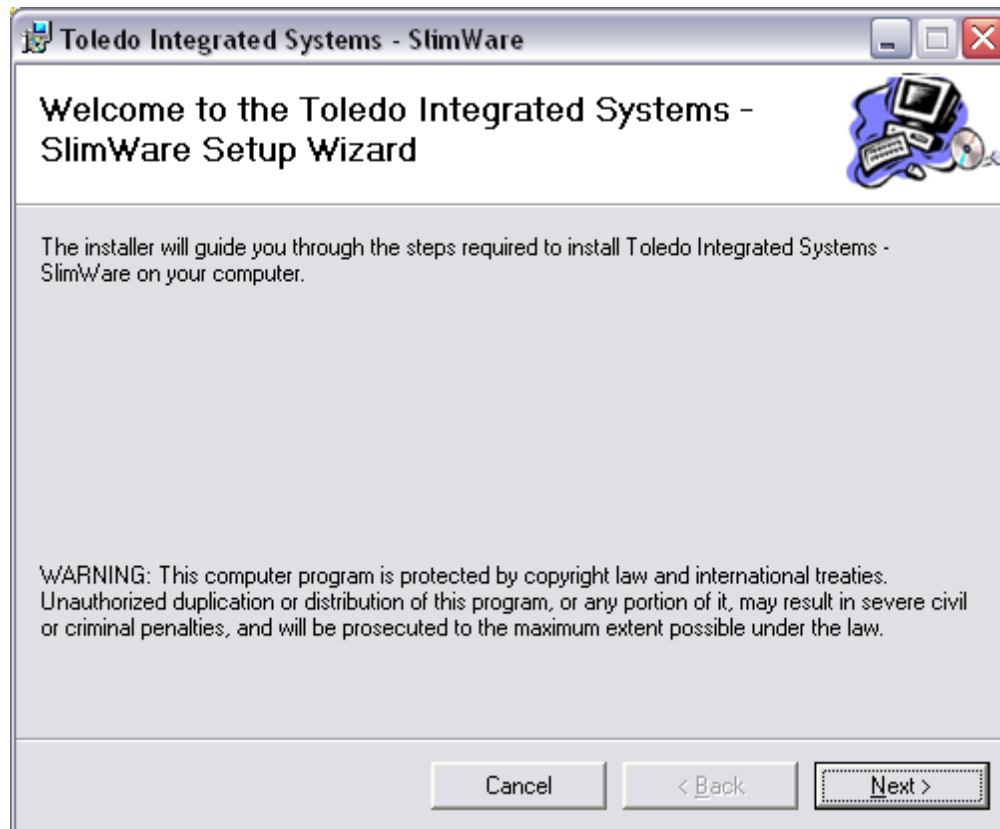 Toledo Integrated Systems - SlimWare
Welcome to the Toledo Integrated Systems -
SlimWare Setup Wizard
The installer will guide you through the steps required to install Toledo Integrated Systems -
SlimWare on your computer.
WARNING: This computer program is protected by copyright law and international treaties.
Unauthorized duplication or distribution of this program, or any portion of it, may result in severe civil
or criminal penalties, and will be prosecuted to the maximum extent possible under the law.
Cancel
< Back
Next >